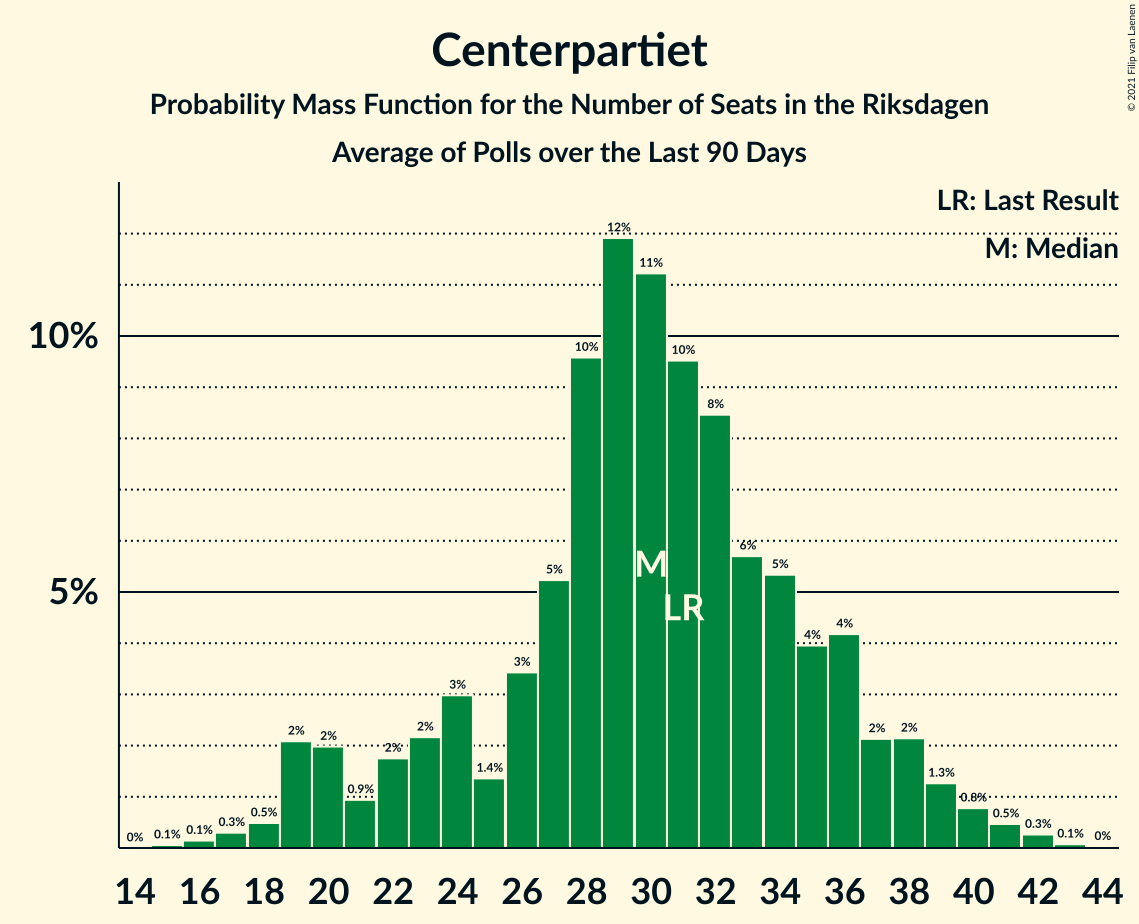 Centerpartiet
Probability Mass Function for the Number of Seats in the Riksdagen
Average of Polls over the Last 90 Days
© 2021 Filip van Laenen
LR: Last Result
M: Median
10%
5%
0% 0.1% 0.1% 0.3% 0.5% 2% 2% 0.9% 2% 2% 3% 1.4% 3% 5% 10% 12% 11% 10% 8% 6% 5% 4% 4% 2% 2% 1.3% 0.8% 0.5% 0.3% 0.1% 0%
M
LR
14 16 18 20 22 24 26 28 30 32 34 36 38 40 42 44